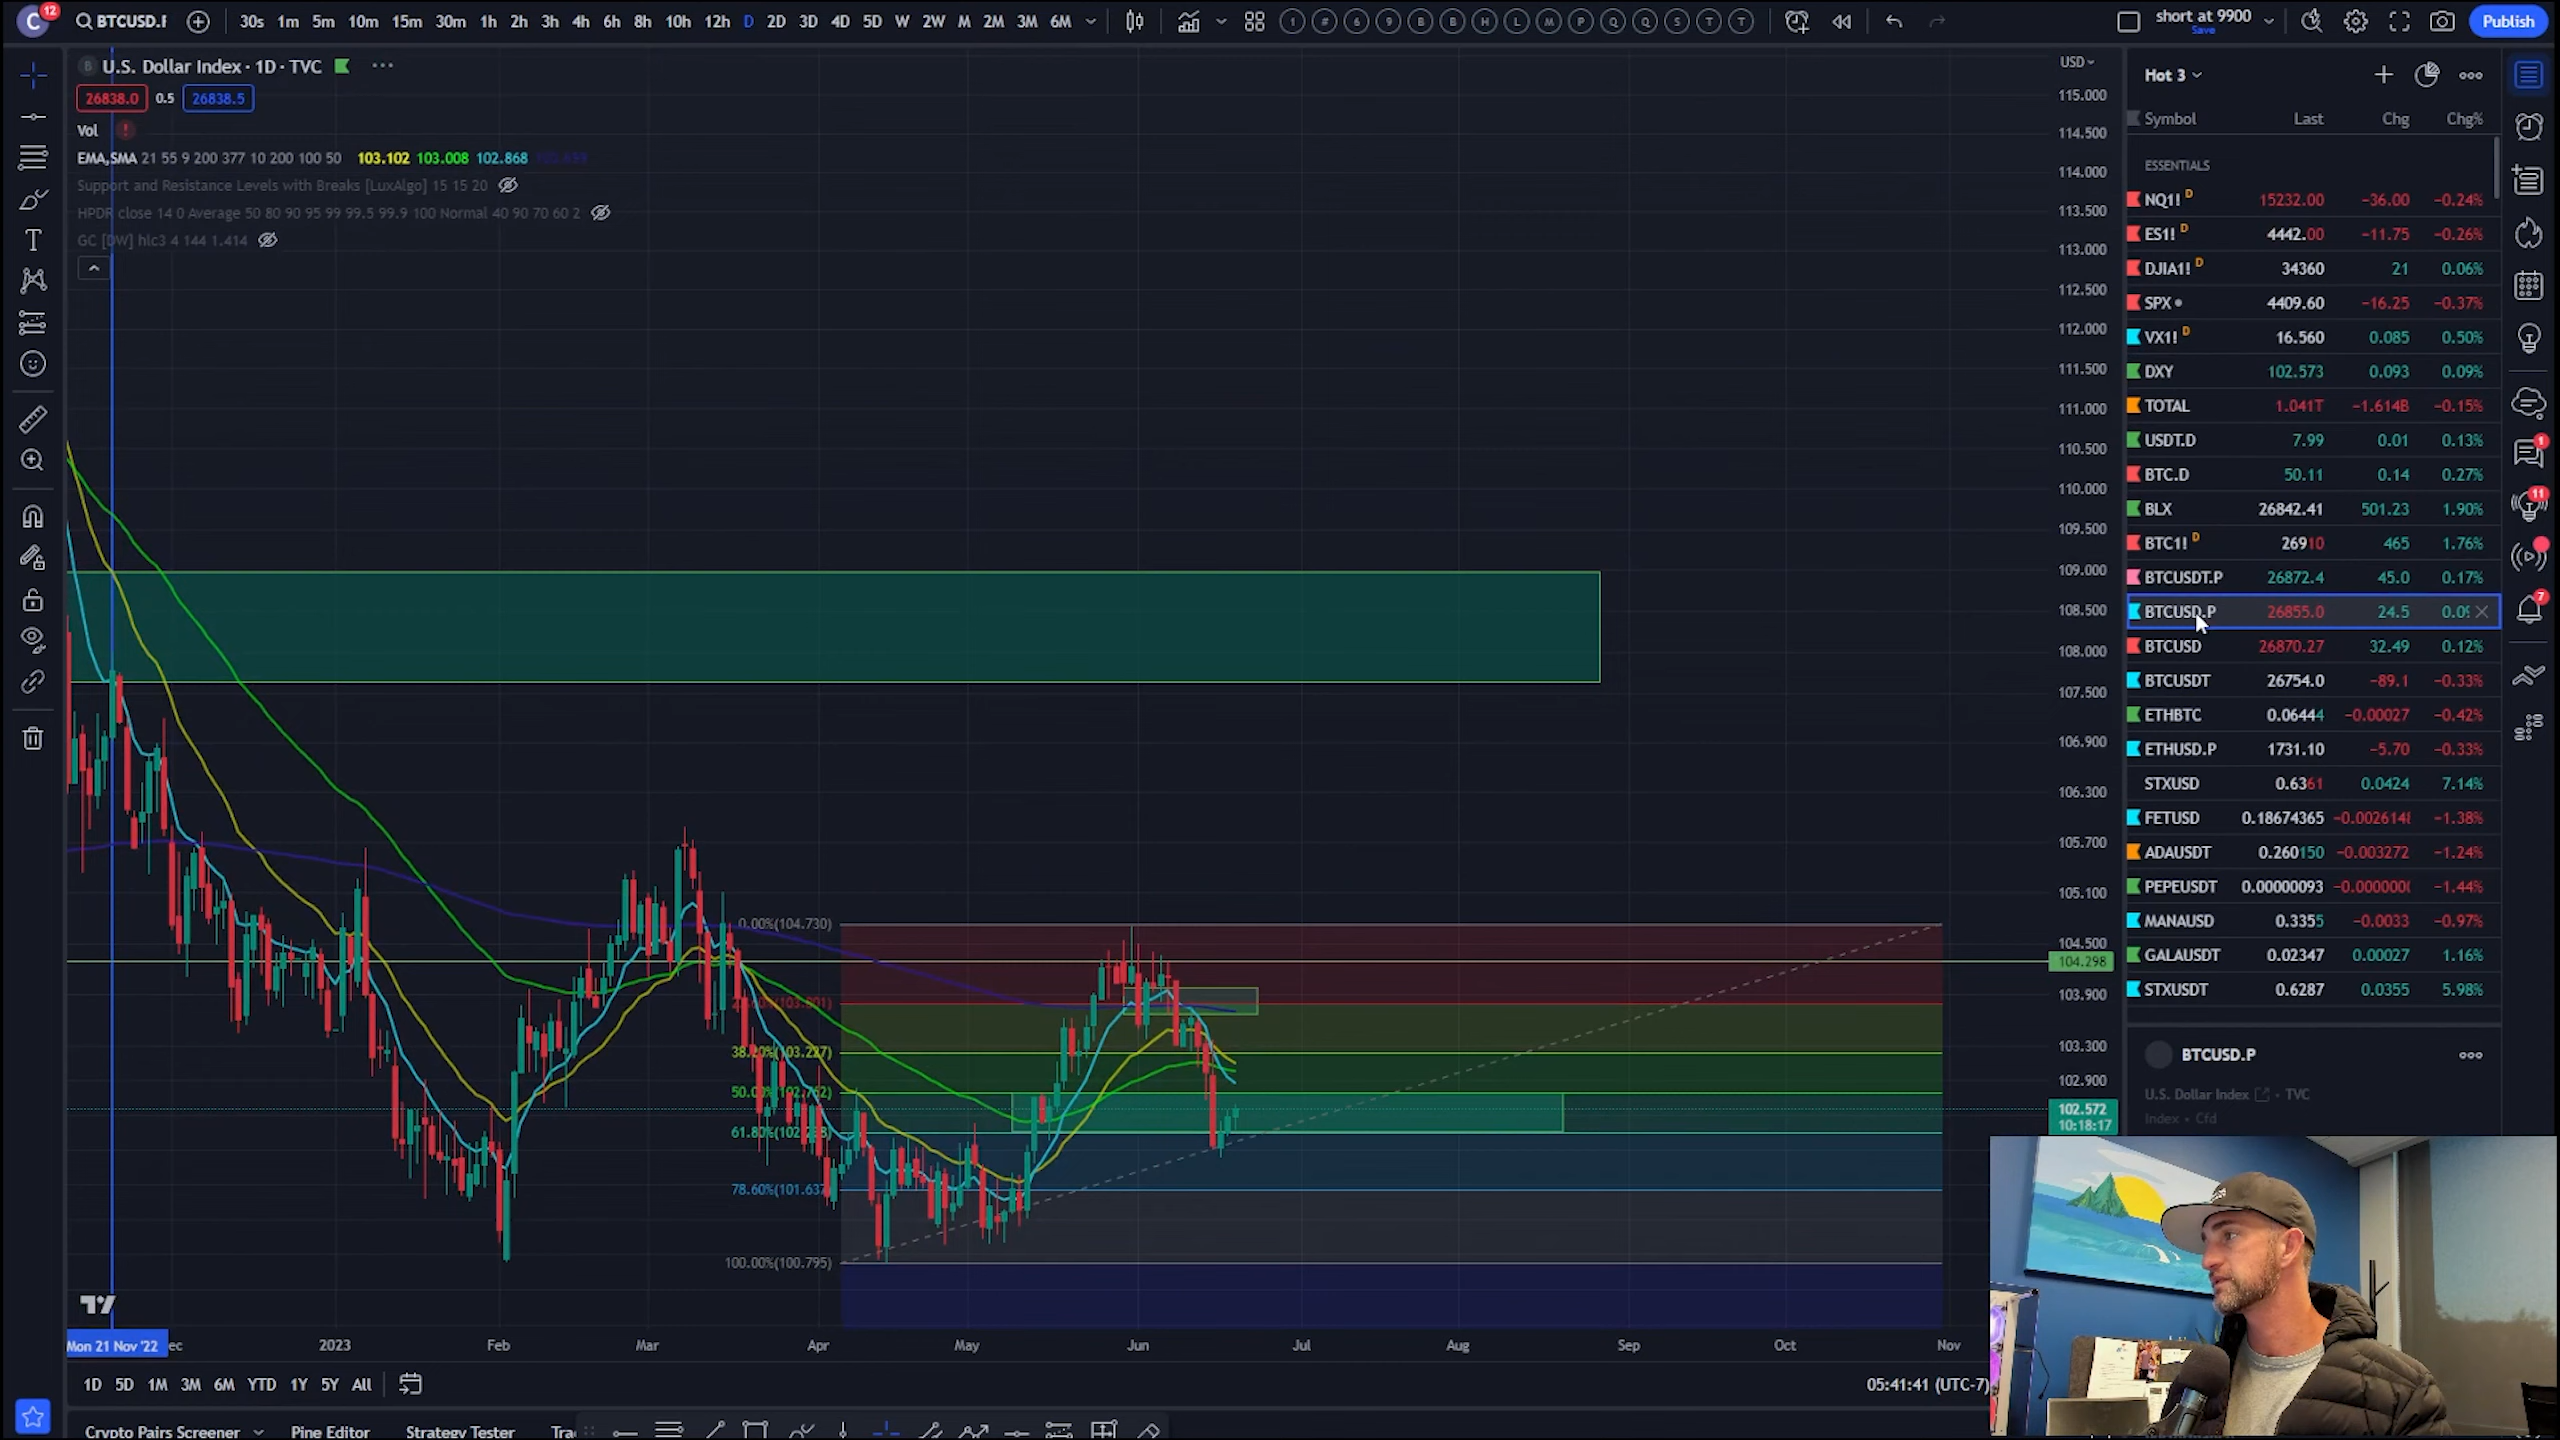 C 12 BTCUSD.F 30s 1m 5m 10m 15m 30m 1h 2h 3h 4h 6h 8h 10h 12h D 2D 3D 4D 5D W 2W M 2M 3M 6M 1 # 6 9 B B H L M P Q Q S T T short at 9900 Save Publish
U.S. Dollar Index · 1D · TVC
26838.0 0.5 26838.5
Vol !
EMA,SMA 21 55 9 200 377 10 200 100 50 103.102 103.008 102.868
Support and Resistance Levels with Breaks [LuxAlgo] 15 15 20
HPDR close 14 0 Average 50 80 90 95 99 99.5 99.9 100 Normal 40 90 70 60 2
GC [DW] hlc3 4 144 1.414
USD
115.000
114.500
114.000
113.500
113.000
112.500
112.000
111.500
111.000
110.500
110.000
109.500
109.000
108.500
108.000
107.500
106.900
106.300
105.700
105.100
104.500
104.298
103.900
103.300
102.900
102.572
10:18:17
0.00%(104.730)
38.20%(103.227)
78.60%(101.637)
100.00%(100.795)
Mon 21 Nov '22 ec 2023 Feb Mar Apr May Jun Jul Aug Sep Oct Nov
1D 5D 1M 3M 6M YTD 1Y 5Y All 05:41:41 (UTC-7)
Crypto Pairs Screener Pine Editor Strategy Tester Tra
Hot 3
Symbol Last Chg Chg%
ESSENTIALS
NQ1! D 15232.00 −36.00 −0.24%
ES1! D 4442.00 −11.75 −0.26%
DJIA1! D 34360 21 0.06%
SPX 4409.60 −16.25 −0.37%
VX1! D 16.560 0.085 0.50%
DXY 102.573 0.093 0.09%
TOTAL 1.041T −1.614B −0.15%
USDT.D 7.99 0.01 0.13%
BTC.D 50.11 0.14 0.27%
BLX 26842.41 501.23 1.90%
BTC1! D 26910 465 1.76%
BTCUSDT.P 26872.4 45.0 0.17%
BTCUSD.P 26855.0 24.5 0.09
BTCUSD 26870.27 32.49 0.12%
BTCUSDT 26754.0 −89.1 −0.33%
ETHBTC 0.06444 −0.00027 −0.42%
ETHUSD.P 1731.10 −5.70 −0.33%
STXUSD 0.6361 0.0424 7.14%
FETUSD 0.18674365 −0.002614 −1.38%
ADAUSDT 0.260150 −0.003272 −1.24%
PEPEUSDT 0.00000093 −0.000000 −1.44%
MANAUSD 0.3355 −0.0033 −0.97%
GALAUSDT 0.02347 0.00027 1.16%
STXUSDT 0.6287 0.0355 5.98%
BTCUSD.P
U.S. Dollar Index · TVC
Index · Cfd
1
11
7